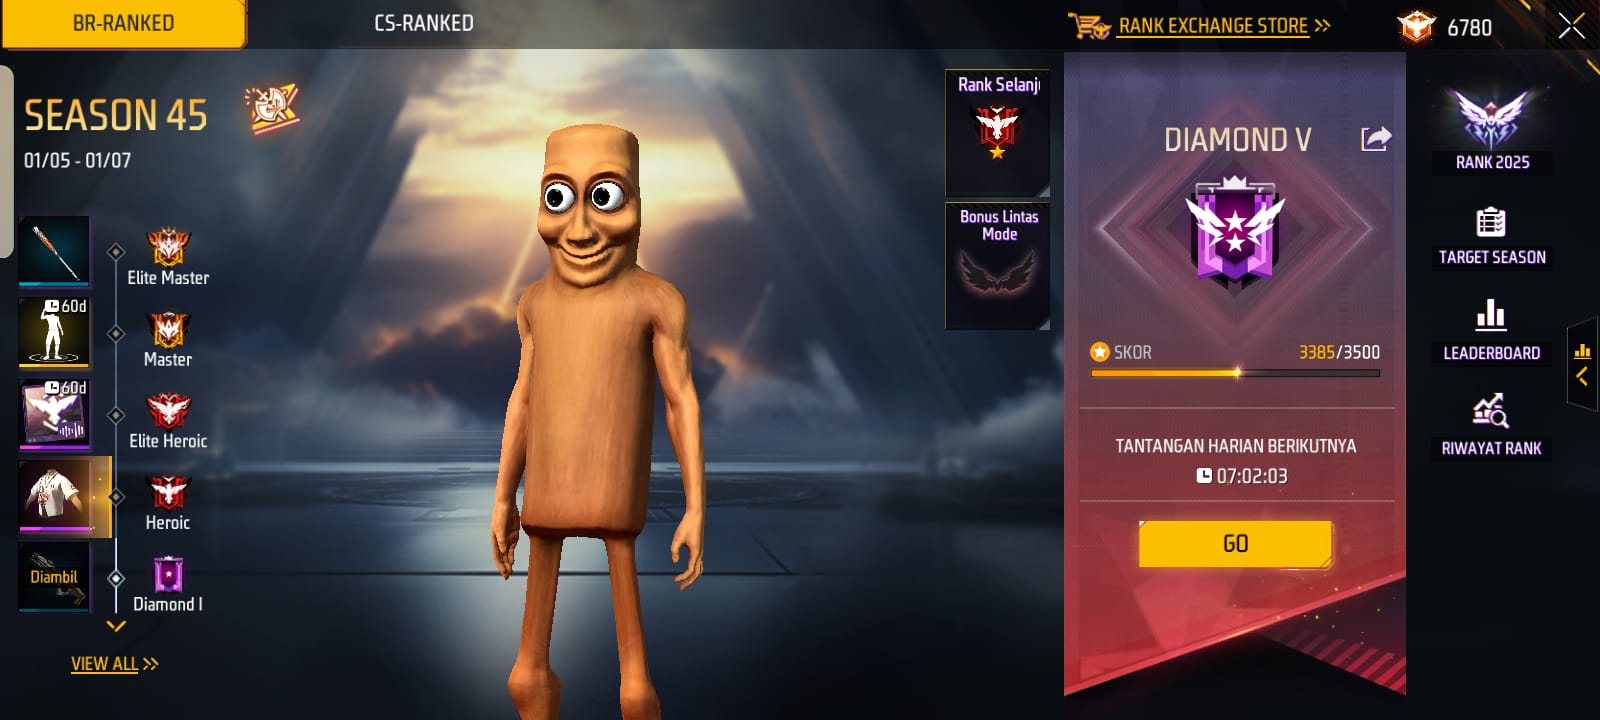 BR-RANKED
CS-RANKED
RANK EXCHANGE STORE >>
6780
SEASON 45
01/05 - 01/07
Elite Master
60d
Master
60d
Elite Heroic
Heroic
Diambil
Diamond I
VIEW ALL >>
Rank Selanj
Bonus Lintas
Mode
DIAMOND V
SKOR
3385/3500
TANTANGAN HARIAN BERIKUTNYA
07:02:03
GO
RANK 2025
TARGET SEASON
LEADERBOARD
RIWAYAT RANK